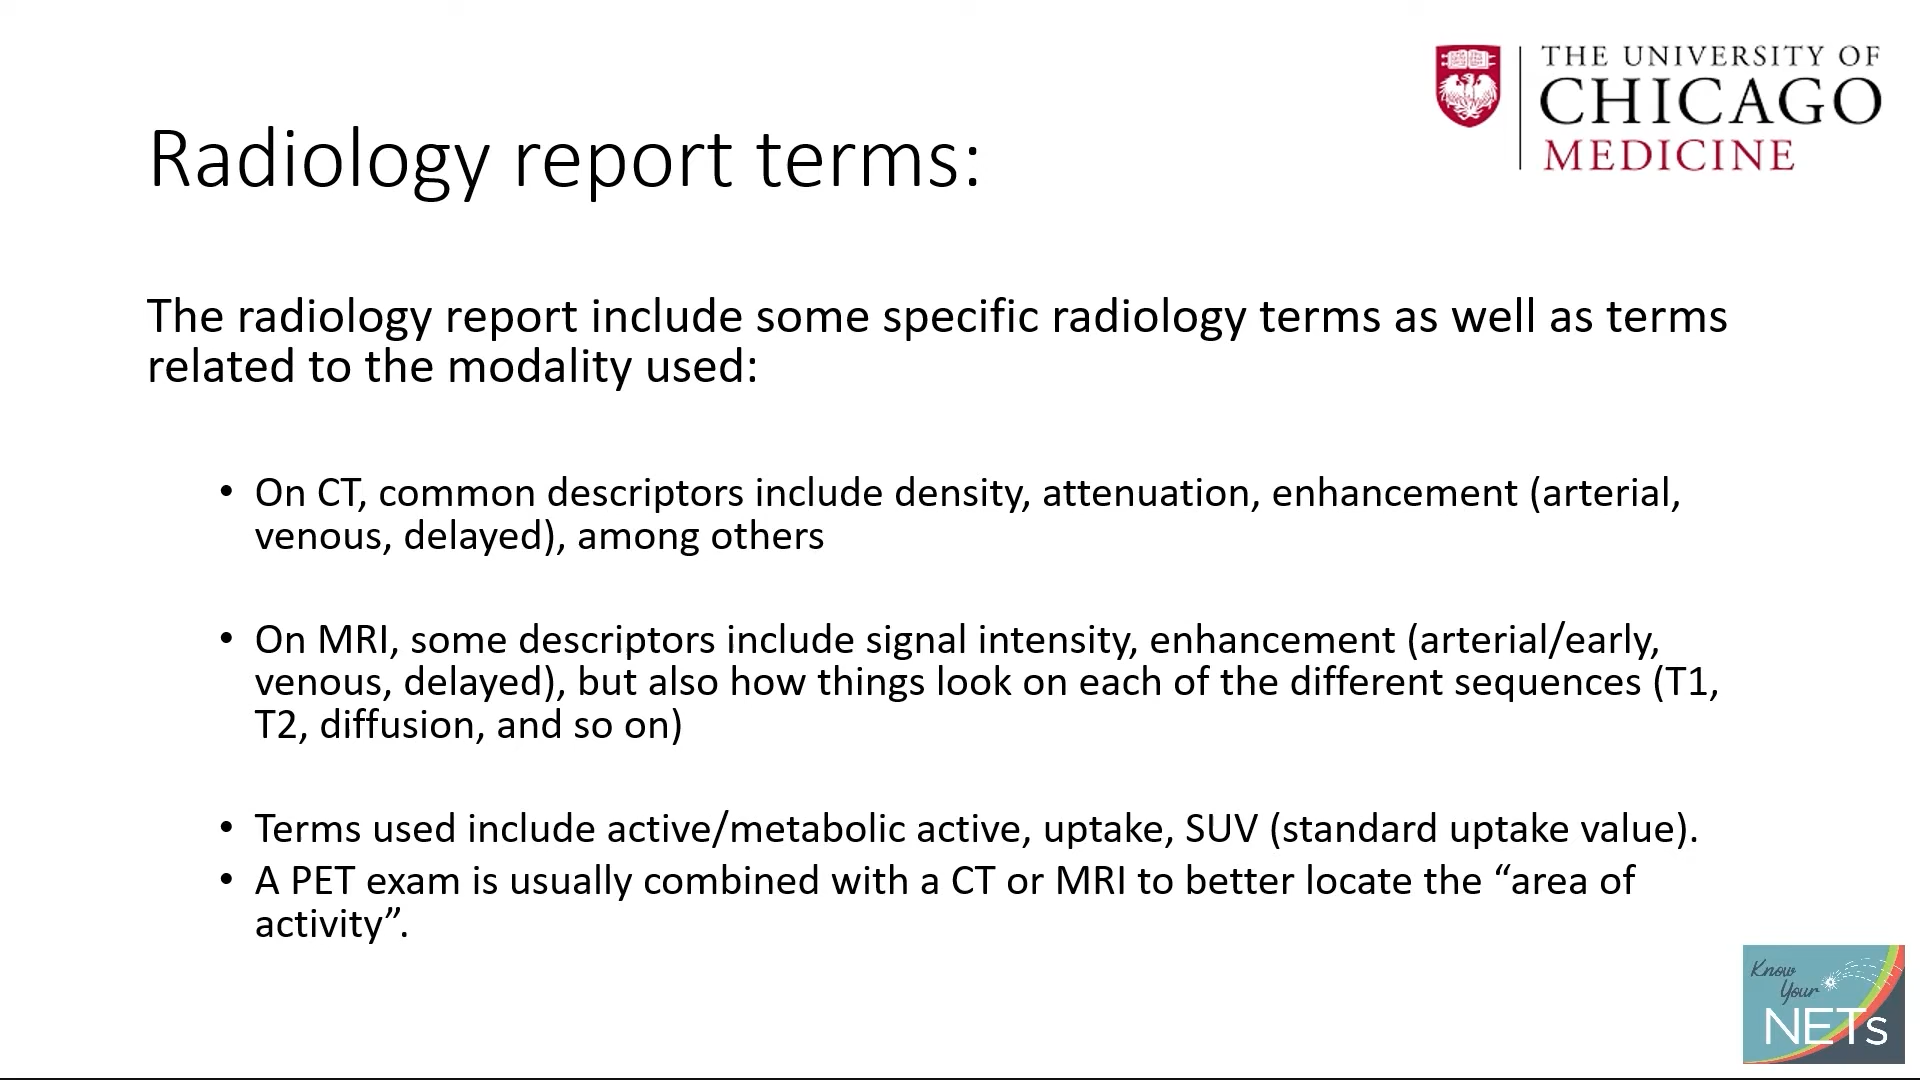 THE UNIVERSITY OF
CHICAGO
MEDICINE
Radiology report terms:
The radiology report include some specific radiology terms as well as terms
related to the modality used:
• On CT, common descriptors include density, attenuation, enhancement (arterial,
venous, delayed), among others
• On MRI, some descriptors include signal intensity, enhancement (arterial/early,
venous, delayed), but also how things look on each of the different sequences (T1,
T2, diffusion, and so on)
• Terms used include active/metabolic active, uptake, SUV (standard uptake value).
• A PET exam is usually combined with a CT or MRI to better locate the “area of
activity”.
Know
Your
NETs